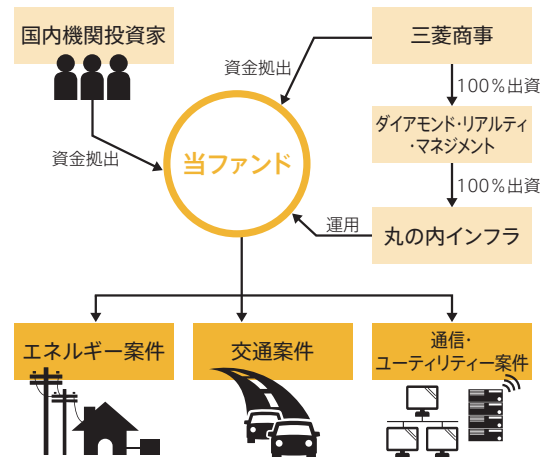 国内機関投資家
三菱商事
資金拠出
100％出資
ダイアモンド・リアルティ
・マネジメント
資金拠出
当ファンド
100％出資
運用
丸の内インフラ
エネルギー案件
交通案件
通信・
ユーティリティー案件